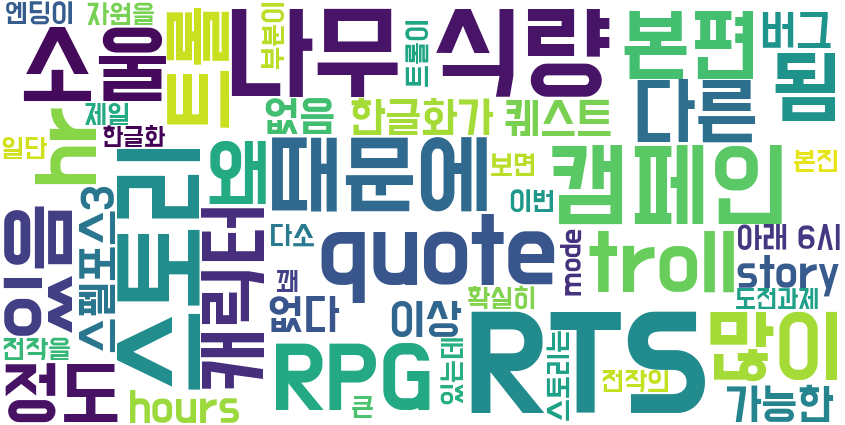 엔딩이
자원을
소울
트롤
부분이
나무
트롤이
식량
본편
버그
됨
hr
제일
한글화
일단
없음
한글화가
퀘스트
다른
왜
때문에
보면
캠페인
본진
이번
있음
스펠포스3
스토리
캐릭터
다소
quote
mode
troll
아래 6시
story
꽤
없다
이상
확실히
도전과제
전작을
정도
hours
RPG
큰
있는데
RTS
스토리는
전작의
많이
가능한